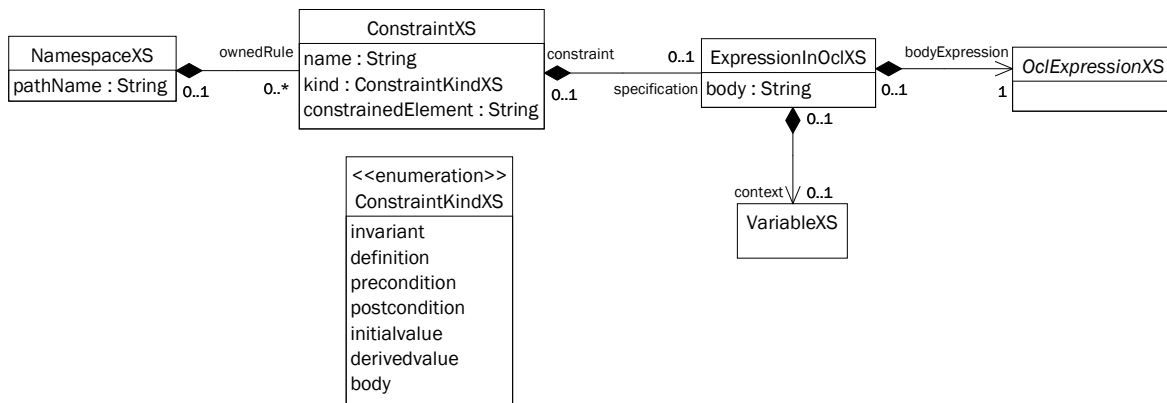 NamespaceXS
pathName : String
0..1
ownedRule
0..*
ConstraintXS
name : String
kind : ConstraintKindXS
constrainedElement : String
constraint
0..1
0..1
specification
ExpressionInOclXS
body : String
bodyExpression
0..1
1
OclExpressionXS
0..1
context
0..1
VariableXS
<<enumeration>>
ConstraintKindXS
invariant
definition
precondition
postcondition
initialvalue
derivedvalue
body